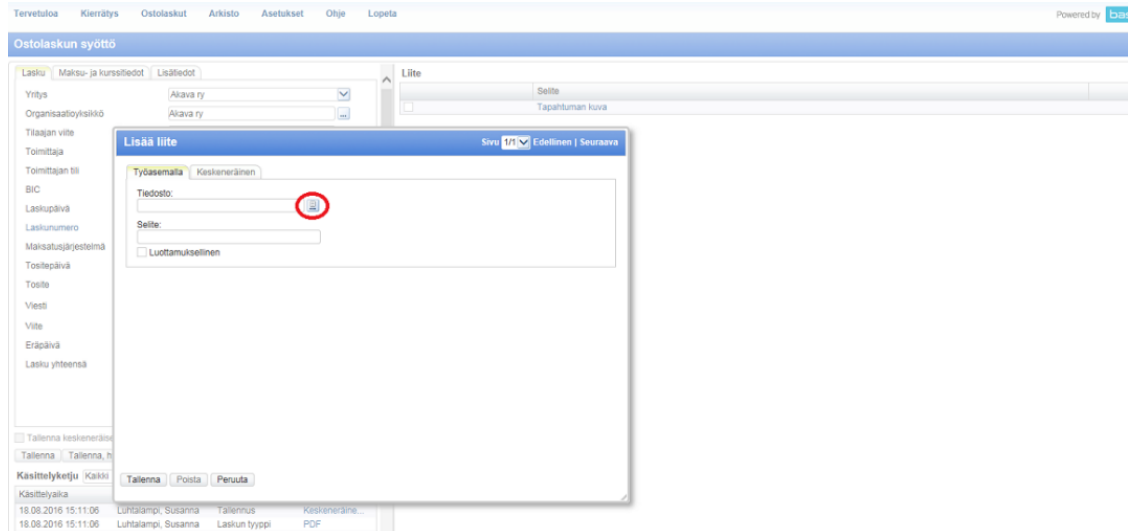 Tervetuloa Kierrätys Ostolaskut Arkisto Asetukset Ohje Lopeta
Powered by
Ostolaskun syöttö
Lasku Maksu- ja kurssitiedot Lisätiedot
Yritys Akava ry
Organisaatioyksikkö Akava ry ...
Tilaajan viite
Toimittaja
Toimittajan tili
BIC
Laskupäivä
Laskunumero
Maksatusjärjestelmä
Tositepäivä
Tosite
Viesti
Viite
Eräpäivä
Lasku yhteensä
Tallenna keskeneräise
Tallenna Tallenna, h
Käsittelyketju Kaikki
Käsittelyaika
18.08.2016 15:11:06 Luhtalampi, Susanna Tallennus Keskeneräine...
18.08.2016 15:11:06 Luhtalampi, Susanna Laskun tyyppi PDF
Liite
Selite
Tapahtuman kuva
Lisää liite
Sivu 1/1 Edellinen | Seuraava
Työasemalla Keskeneräinen
Tiedosto:
Selite:
Luottamuksellinen
Tallenna Poista Peruuta